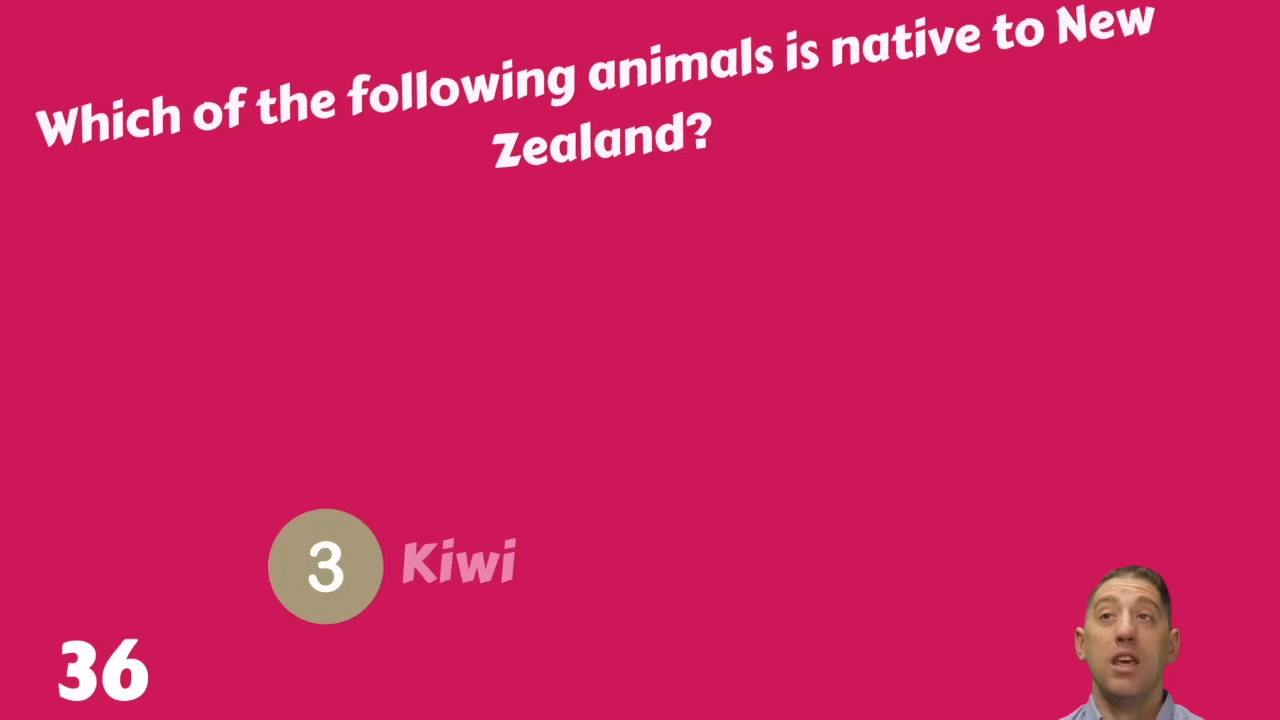 Which of the following animals is native to New
Zealand?
3 Kiwi
36